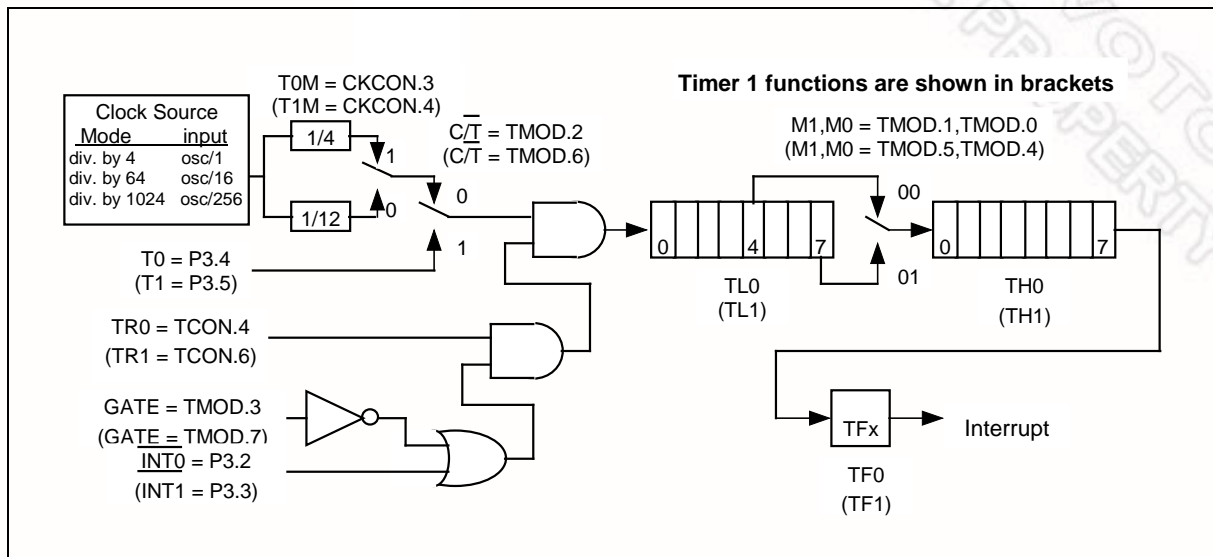 T0M = CKCON.3
(T1M = CKCON.4)
Timer 1 functions are shown in brackets
Clock Source
Mode input
div. by 4 osc/1
div. by 64 osc/16
div. by 1024 osc/256
1/4
1
1/12
0
C/T = TMOD.2
(C/T = TMOD.6)
0
1
M1,M0 = TMOD.1,TMOD.0
(M1,M0 = TMOD.5,TMOD.4)
00
01
0 4 7
TL0
(TL1)
0 7
TH0
(TH1)
T0 = P3.4
(T1 = P3.5)
TR0 = TCON.4
(TR1 = TCON.6)
GATE = TMOD.3
(GATE = TMOD.7)
INT0 = P3.2
(INT1 = P3.3)
TFx
Interrupt
TF0
(TF1)
PROPERTY